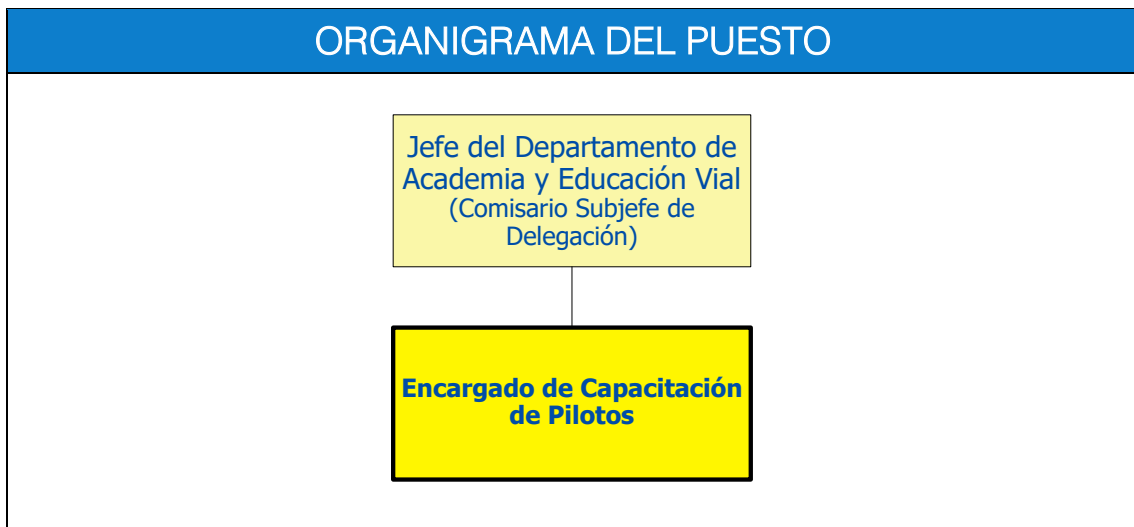 ORGANIGRAMA DEL PUESTO
Jefe del Departamento de
Academia y Educación Vial
(Comisario Subjefe de
Delegación)
Encargado de Capacitación
de Pilotos